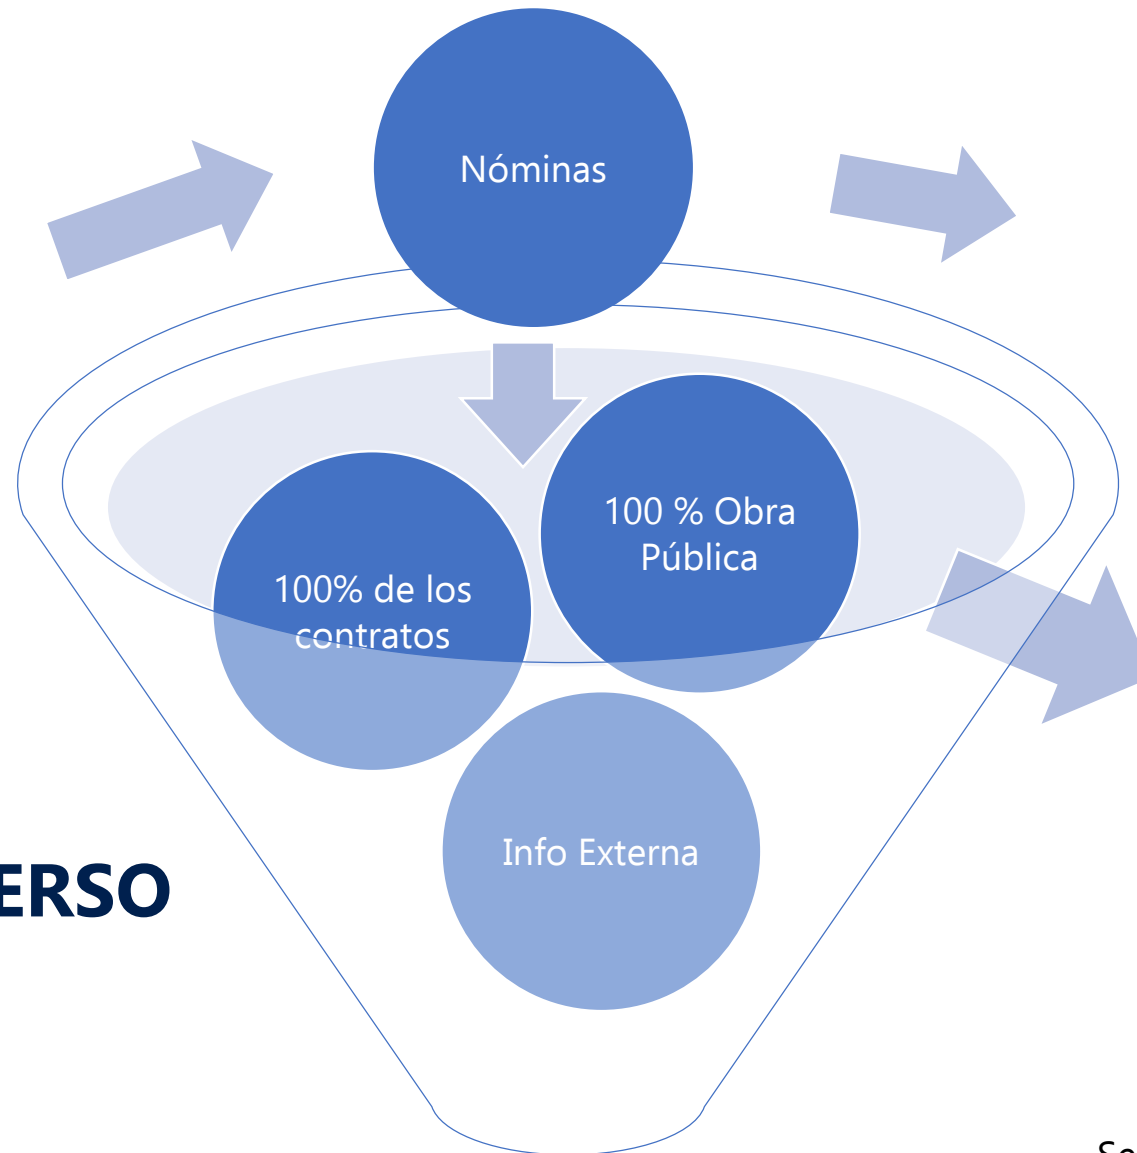 Nóminas
100 % Obra
Pública
100% de los
contratos
Info Externa
ERSO